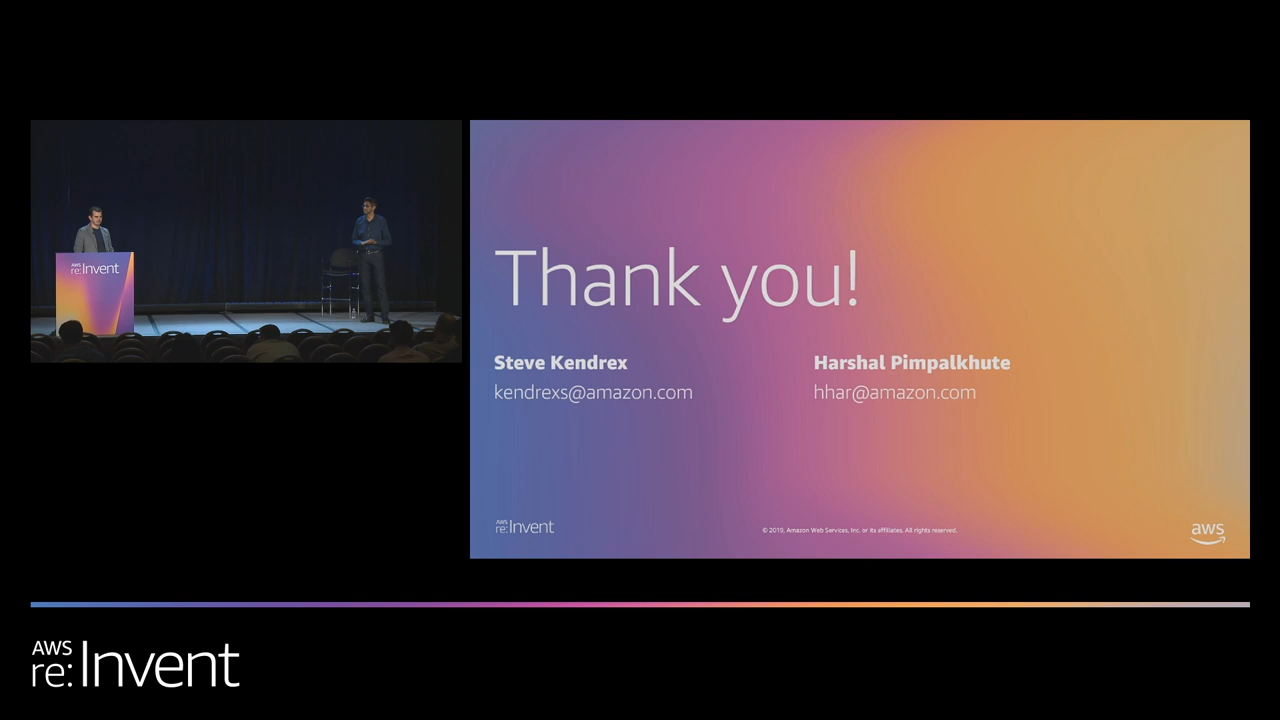 AWS
re:Invent
Thank you!
Steve Kendrex
kendrexs@amazon.com
Harshal Pimpalkhute
hhar@amazon.com
AWS
re:Invent
© 2019, Amazon Web Services, Inc. or its affiliates. All rights reserved.
aws
AWS
re:Invent